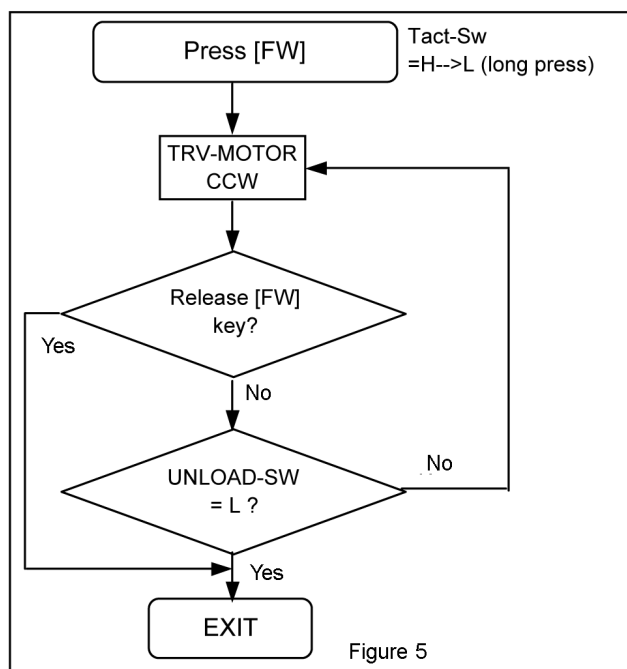 Press [FW]
Tact-Sw
=H-->L (long press)
TRV-MOTOR
CCW
Release [FW]
key?
Yes
No
UNLOAD-SW
= L ?
No
Yes
EXIT
Figure 5